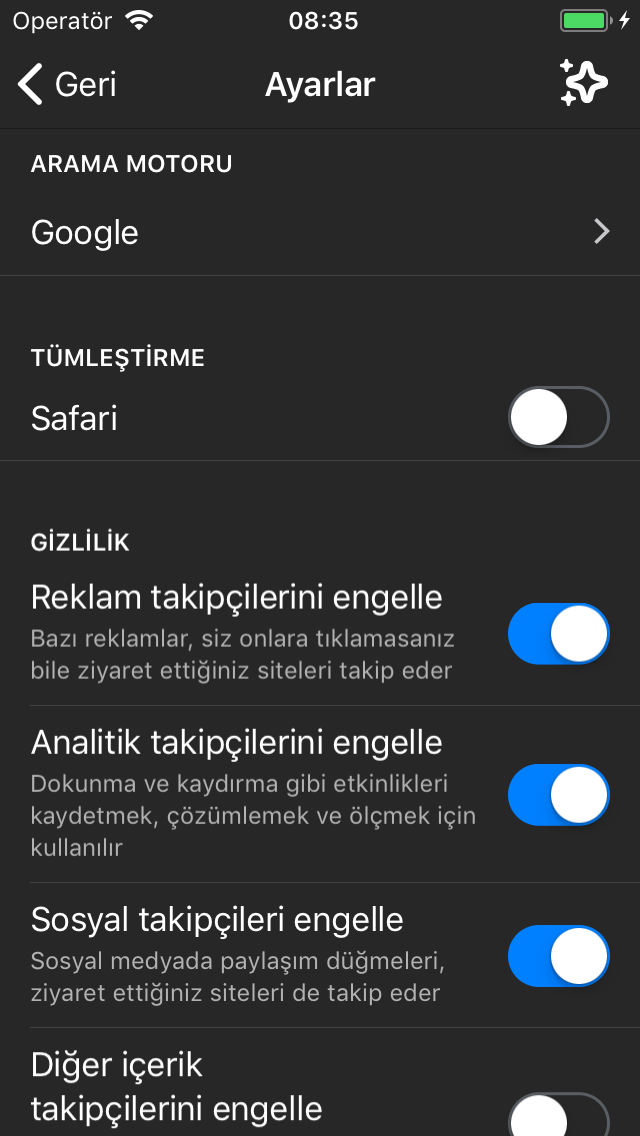 Operatör 08:35
Geri Ayarlar
ARAMA MOTORU
Google
TÜMLEŞTİRME
Safari
GİZLİLİK
Reklam takipçilerini engelle
Bazı reklamlar, siz onlara tıklamasanız
bile ziyaret ettiğiniz siteleri takip eder
Analitik takipçilerini engelle
Dokunma ve kaydırma gibi etkinlikleri
kaydetmek, çözümlemek ve ölçmek için
kullanılır
Sosyal takipçileri engelle
Sosyal medyada paylaşım düğmeleri,
ziyaret ettiğiniz siteleri de takip eder
Diğer içerik
takipçilerini engelle